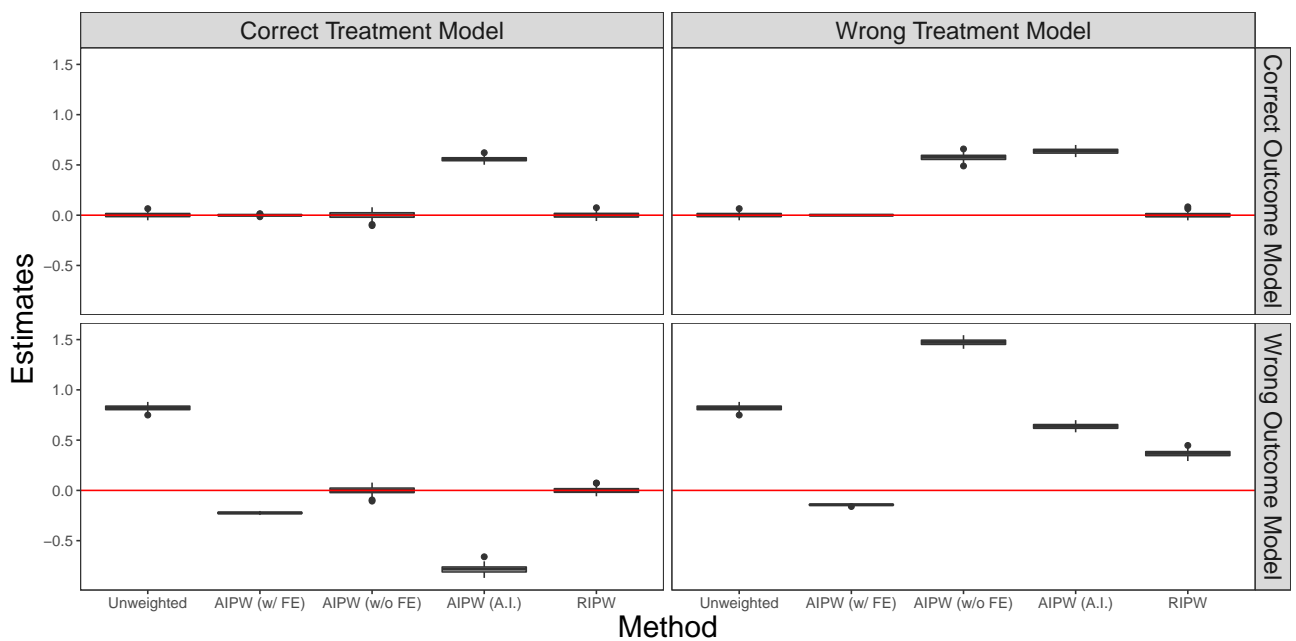 Correct Treatment Model
Wrong Treatment Model
1.5
1.0
0.5
0.0
−0.5
Correct Outcome Model
1.5
1.0
0.5
0.0
−0.5
Wrong Outcome Model
Estimates
Unweighted AIPW (w/ FE) AIPW (w/o FE) AIPW (A.I.) RIPW
Unweighted AIPW (w/ FE) AIPW (w/o FE) AIPW (A.I.) RIPW
Method